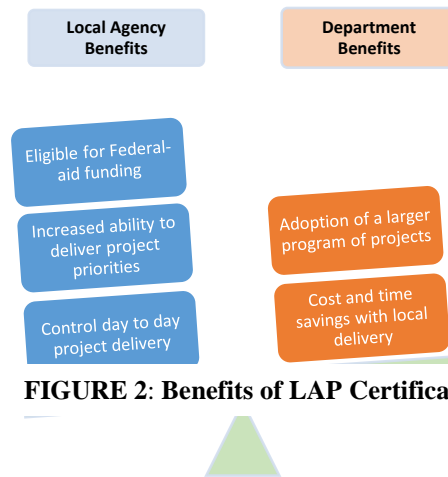 Local Agency
Benefits
Department
Benefits
Eligible for Federal-
aid funding
Increased ability to
deliver project
priorities
Control day to day
project delivery
Adoption of a larger
program of projects
Cost and time
savings with local
delivery
FIGURE 2: Benefits of LAP Certifica